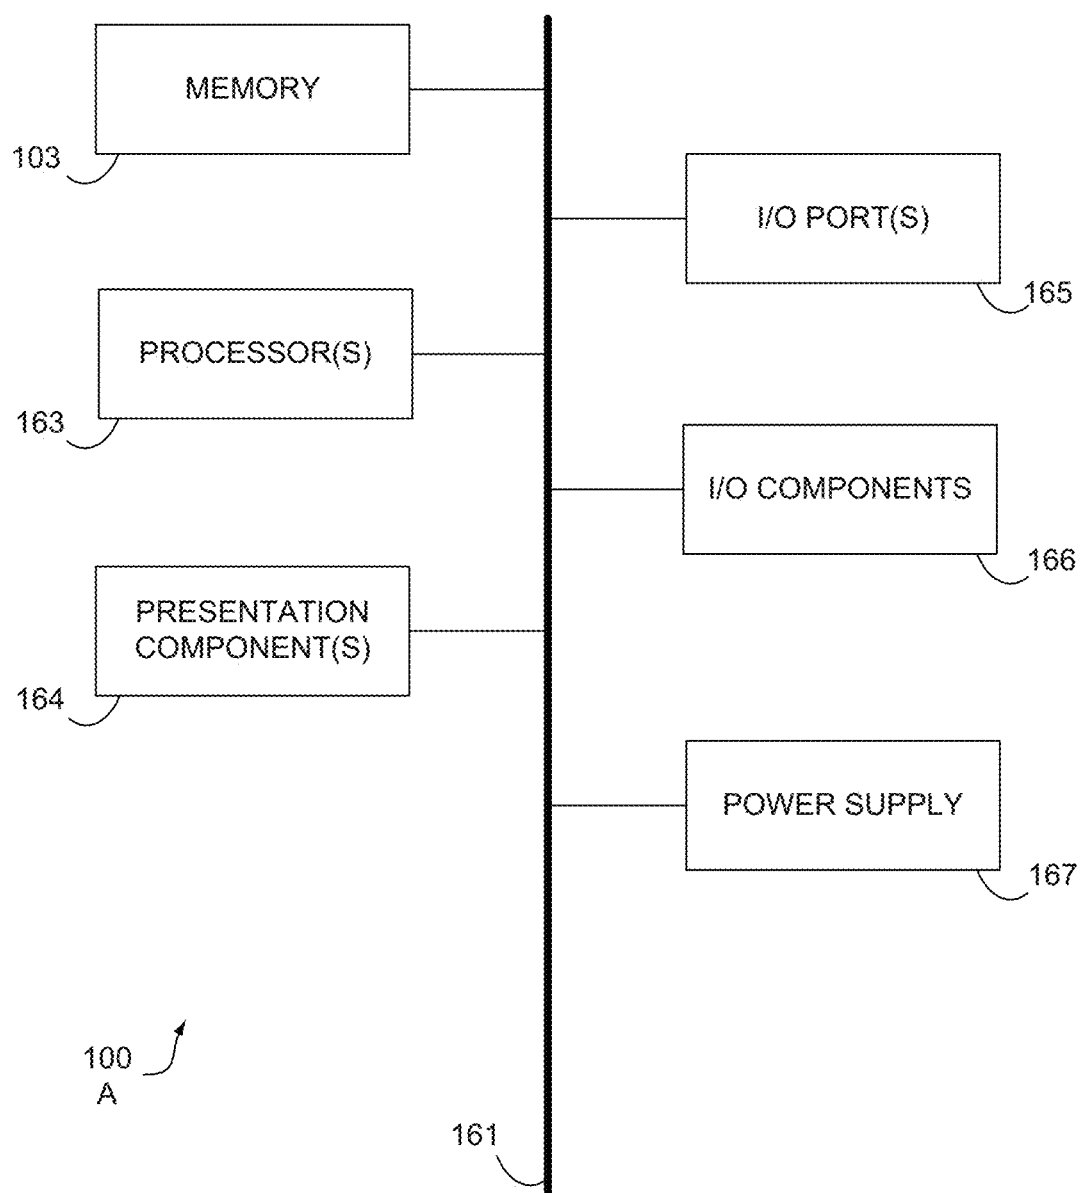 MEMORY
103
I/O PORT(S)
165
PROCESSOR(S)
163
I/O COMPONENTS
166
PRESENTATION
COMPONENT(S)
164
POWER SUPPLY
167
100
A
161